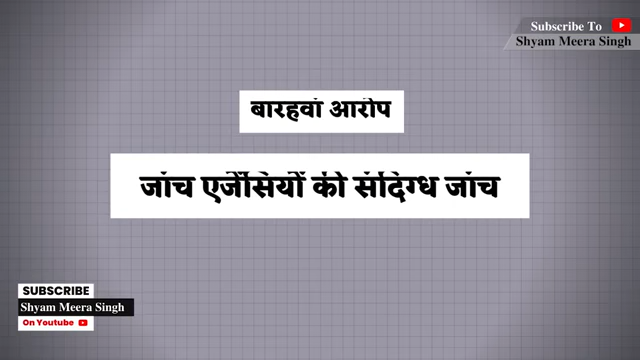 Subscribe To
Shyam Meera Singh
बारहवां आरोप
जांच एजेंसियों की संदिग्ध जांच
SUBSCRIBE
Shyam Meera Singh
On Youtube